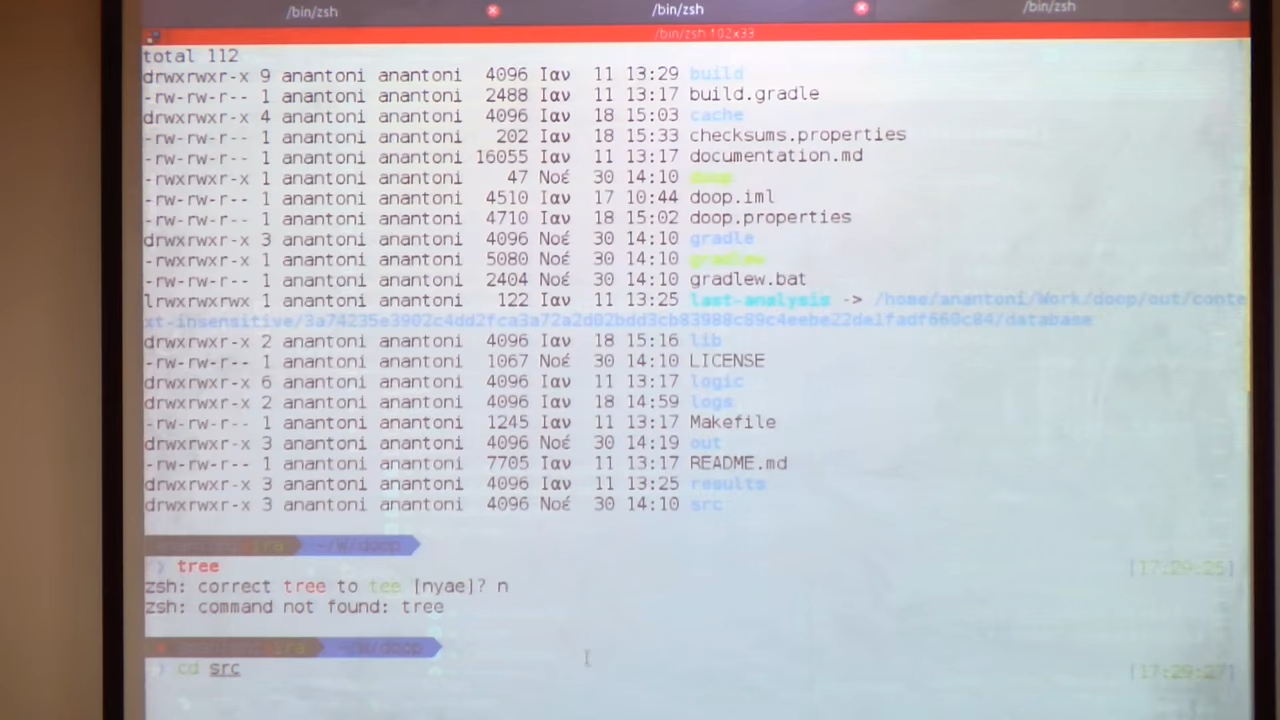 /bin/zsh /bin/zsh /bin/zsh
/bin/zsh 102x33
total 112
drwxrwxr-x 9 anantoni anantoni 4096 Ιαν 11 13:29 build
-rw-rw-r-- 1 anantoni anantoni 2488 Ιαν 11 13:17 build.gradle
drwxrwxr-x 4 anantoni anantoni 4096 Ιαν 18 15:03 cache
-rw-rw-r-- 1 anantoni anantoni 202 Ιαν 18 15:33 checksums.properties
-rw-rw-r-- 1 anantoni anantoni 16055 Ιαν 11 13:17 documentation.md
-rwxrwxr-x 1 anantoni anantoni 47 Νοέ 30 14:10 doop
-rw-rw-r-- 1 anantoni anantoni 4510 Ιαν 17 10:44 doop.iml
-rw-rw-r-- 1 anantoni anantoni 4710 Ιαν 18 15:02 doop.properties
drwxrwxr-x 3 anantoni anantoni 4096 Νοέ 30 14:10 gradle
-rwxrwxr-x 1 anantoni anantoni 5080 Νοέ 30 14:10 gradlew
-rw-rw-r-- 1 anantoni anantoni 2404 Νοέ 30 14:10 gradlew.bat
lrwxrwxrwx 1 anantoni anantoni 122 Ιαν 11 13:25 last-analysis -> /home/anantoni/Work/doop/out/conte
xt-insensitive/3a74235e3902c4dd2fca3a72a2d02bdd3cb83988c89c4eebe22de1fadf660c84/database
drwxrwxr-x 2 anantoni anantoni 4096 Ιαν 18 15:16 lib
-rw-rw-r-- 1 anantoni anantoni 1067 Νοέ 30 14:10 LICENSE
drwxrwxr-x 6 anantoni anantoni 4096 Ιαν 11 13:17 logic
drwxrwxr-x 2 anantoni anantoni 4096 Ιαν 18 14:59 logs
-rw-rw-r-- 1 anantoni anantoni 1245 Ιαν 11 13:17 Makefile
drwxrwxr-x 3 anantoni anantoni 4096 Νοέ 30 14:19 out
-rw-rw-r-- 1 anantoni anantoni 7705 Ιαν 11 13:17 README.md
drwxrwxr-x 3 anantoni anantoni 4096 Ιαν 11 13:25 results
drwxrwxr-x 3 anantoni anantoni 4096 Νοέ 30 14:10 src
~/W/doop
❯ tree [17:29:25]
zsh: correct tree to tee [nyae]? n
zsh: command not found: tree
~/W/doop
❯ cd src [17:29:27]